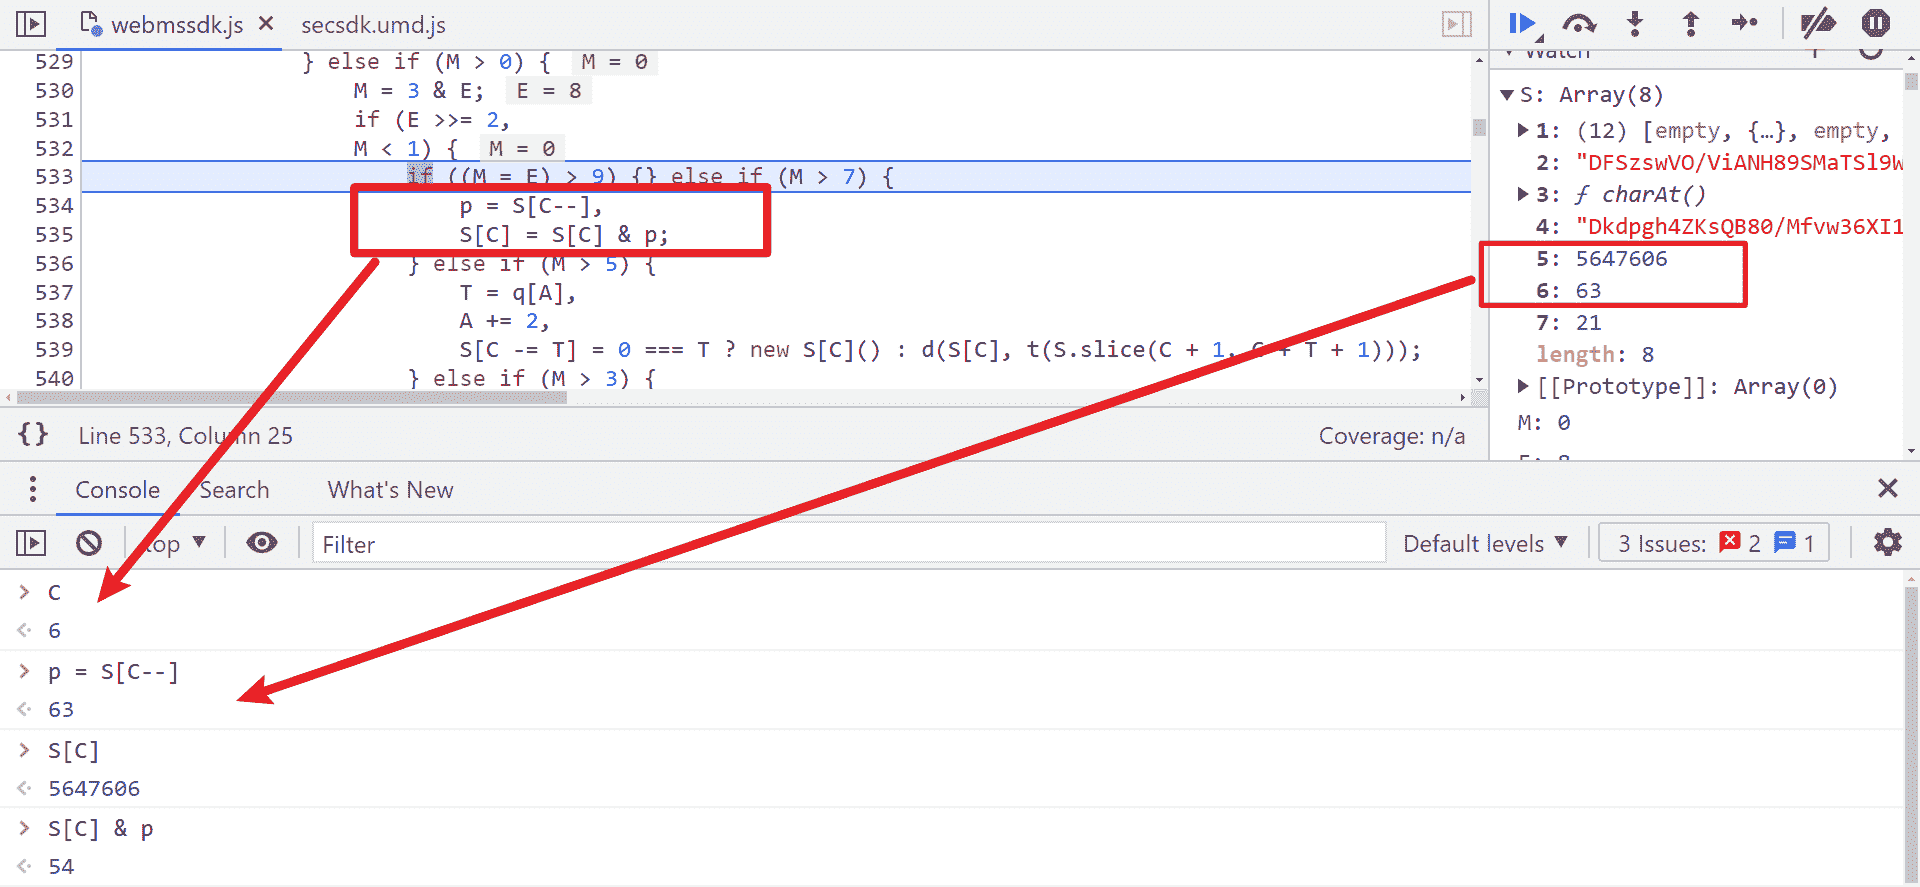 webmssdk.js × secsdk.umd.js
529 } else if (M > 0) { M = 0
530 M = 3 & E; E = 8
531 if (E >>= 2,
532 M < 1) { M = 0
533 if ((M = E) > 9) {} else if (M > 7) {
534 p = S[C--],
535 S[C] = S[C] & p;
536 } else if (M > 5) {
537 T = q[A],
538 A += 2,
539 S[C -= T] = 0 === T ? new S[C]() : d(S[C], t(S.slice(C + 1, C + T + 1)));
540 } else if (M > 3) {
{} Line 533, Column 25 Coverage: n/a
Watch
S: Array(8)
1: (12) [empty, {…}, empty,
2: "DFSzswVO/ViANH89SMaTSl9W
3: ƒ charAt()
4: "Dkdpgh4ZKsQB80/Mfvw36XI1
5: 5647606
6: 63
7: 21
length: 8
[[Prototype]]: Array(0)
M: 0
E: 8
Console Search What's New
top Filter Default levels 3 Issues: 2 1
> C
6
> p = S[C--]
63
> S[C]
5647606
> S[C] & p
54